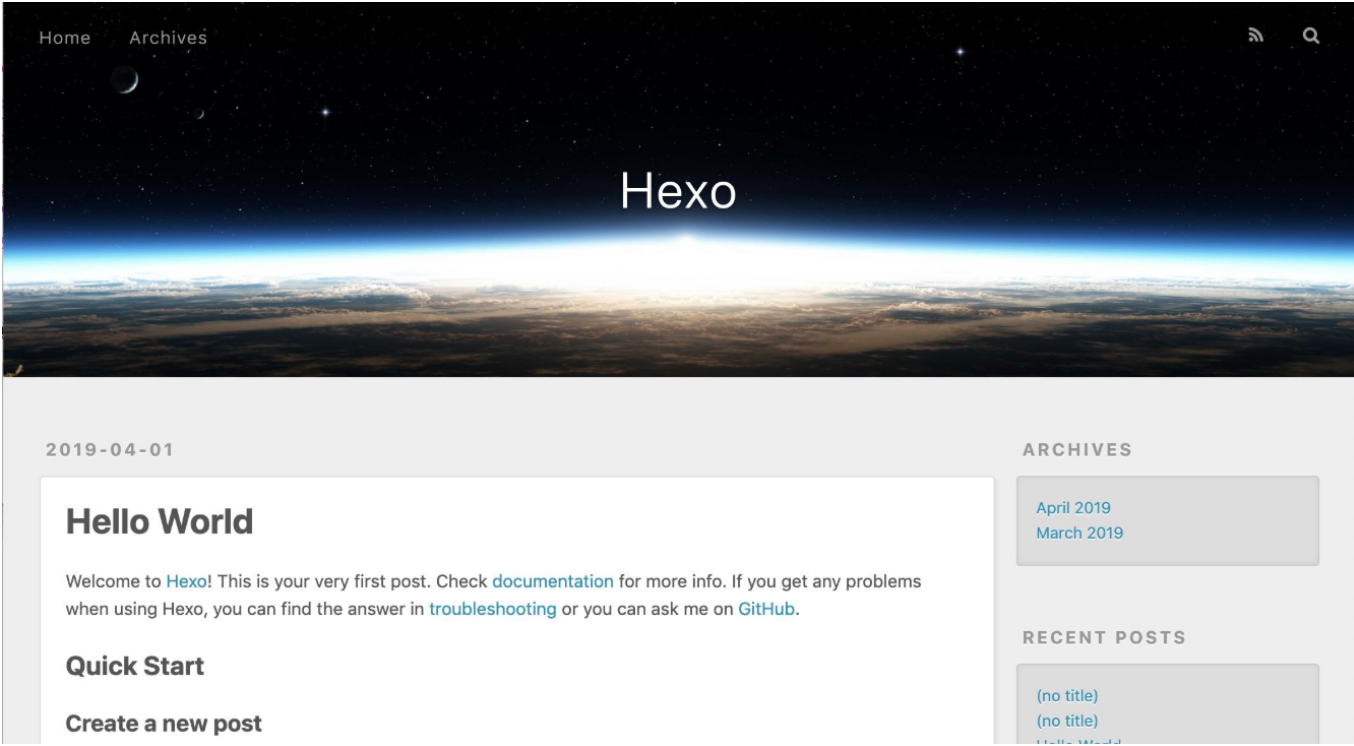 Home Archives
Hexo
2019-04-01
Hello World
Welcome to Hexo! This is your very first post. Check documentation for more info. If you get any problems
when using Hexo, you can find the answer in troubleshooting or you can ask me on GitHub.
Quick Start
Create a new post
ARCHIVES
April 2019
March 2019
RECENT POSTS
(no title)
(no title)
Hello World